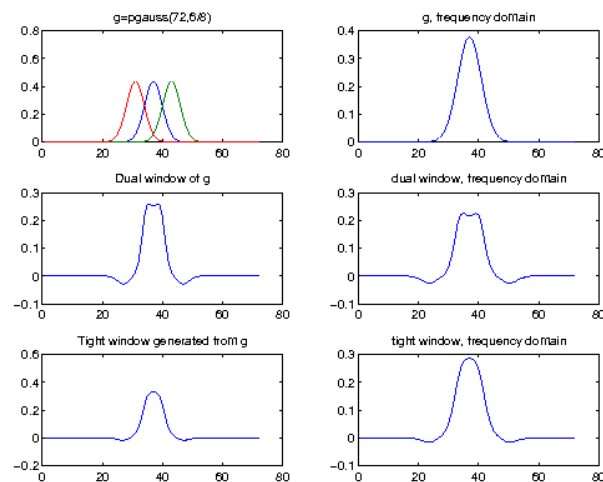 g=pgauss(72,6/8)
0.8
0.6
0.4
0.2
0
0 20 40 60 80
g, frequency domain
0.4
0.3
0.2
0.1
0
0 20 40 60 80
Dual window of g
0.3
0.2
0.1
0
−0.1
0 20 40 60 80
dual window, frequency domain
0.3
0.2
0.1
0
−0.1
0 20 40 60 80
Tight window generated from g
0.6
0.4
0.2
0
−0.2
0 20 40 60 80
tight window, frequency domain
0.3
0.2
0.1
0
−0.1
0 20 40 60 80